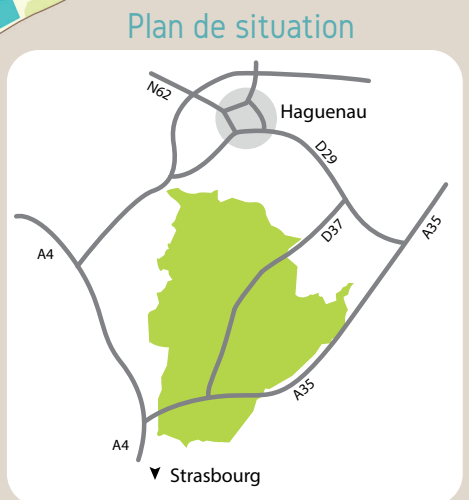 Plan de situation
N62
Haguenau
D29
D37
A35
A4
A35
A4
Strasbourg